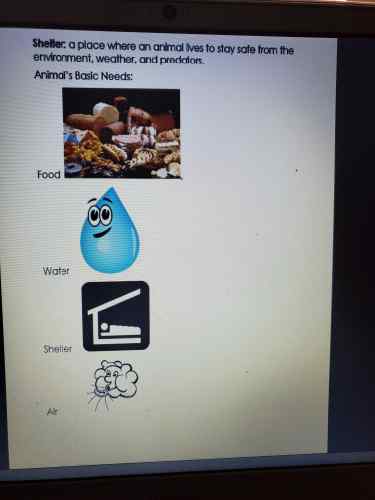 Shelter: a place where an animal lives to stay safe from the
environment, weather, and predators.
Animal's Basic Needs:
Food
Water
Shelter
Air